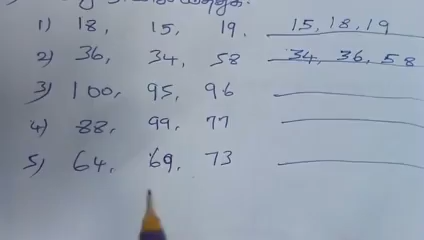 1) 18, 15, 19. 15, 18, 19
2) 36, 34, 58 34, 36, 58
3) 100, 95, 96
4) 88, 99, 77
5) 64, 69, 73